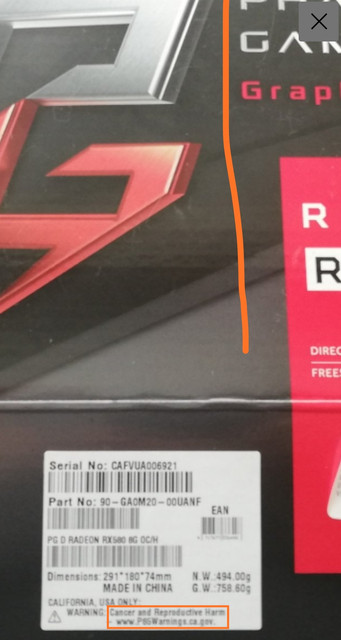 GAM
Grap
R
R
DIREC
FREES
Serial No: CAFVUA006921
Part No: 90-GA0M20-00UANF
EAN
PG D RADEON RX580 8G OC/H
Dimensions: 291*180*74mm N.W.:494.00g
MADE IN CHINA G.W.:758.60g
CALIFORNIA, USA ONLY:
WARNING: Cancer and Reproductive Harm
- www.P65Warnings.ca.gov.